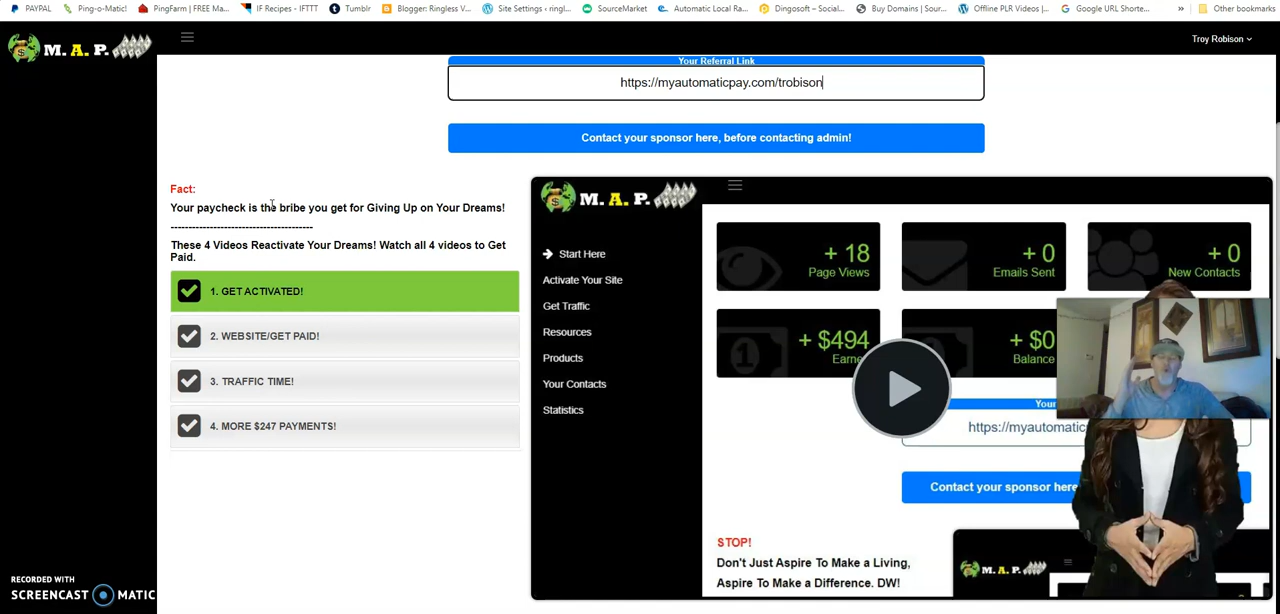 PAYPAL Ping-o-Matic! PingFarm | FREE Ma... IF Recipes - IFTTT Tumblr Blogger: Ringless V... Site Settings ‹ ringl... SourceMarket Automatic Local Ra... Dingosoft – Social... Buy Domains | Sour... Offline PLR Videos |... Google URL Shorte... » Other bookmarks
M. A. P.
Troy Robison
Your Referral Link
https://myautomaticpay.com/trobison
Contact your sponsor here, before contacting admin!
Fact:
Your paycheck is the bribe you get for Giving Up on Your Dreams!
----------------------------------------
These 4 Videos Reactivate Your Dreams! Watch all 4 videos to Get
Paid.
1. GET ACTIVATED!
2. WEBSITE/GET PAID!
3. TRAFFIC TIME!
4. MORE $247 PAYMENTS!
M. A. P.
Start Here
Activate Your Site
Get Traffic
Resources
Products
Your Contacts
Statistics
+ 18
Page Views
+ 0
Emails Sent
+ 0
New Contacts
+ $494
Earne
+ $0
Balance
Your
https://myautomatic
Contact your sponsor here
STOP!
Don't Just Aspire To Make a Living,
Aspire To Make a Difference. DW!
M. A. P.
RECORDED WITH
SCREENCAST MATIC